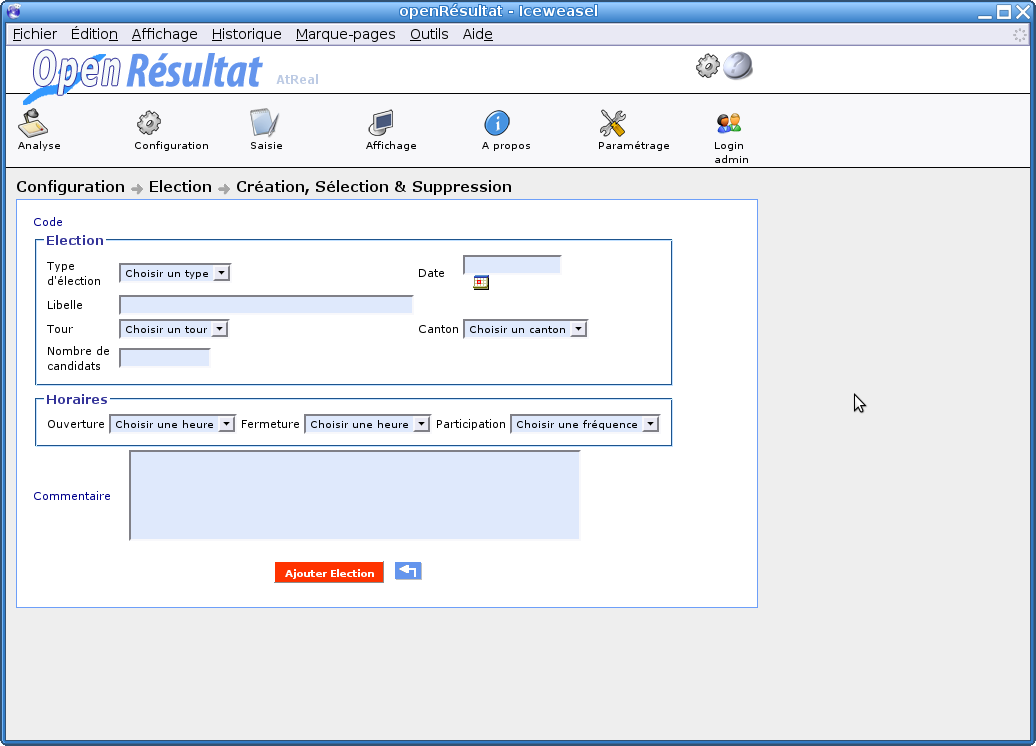 openRésultat - Iceweasel
Fichier Édition Affichage Historique Marque-pages Outils Aide
Open Résultat AtReal
Analyse Configuration Saisie Affichage A propos Paramétrage Login admin
Configuration Election Création, Sélection & Suppression
Code
Election
Type d'élection Choisir un type Date
Libelle
Tour Choisir un tour Canton Choisir un canton
Nombre de candidats
Horaires
Ouverture Choisir une heure Fermeture Choisir une heure Participation Choisir une fréquence
Commentaire
Ajouter Election